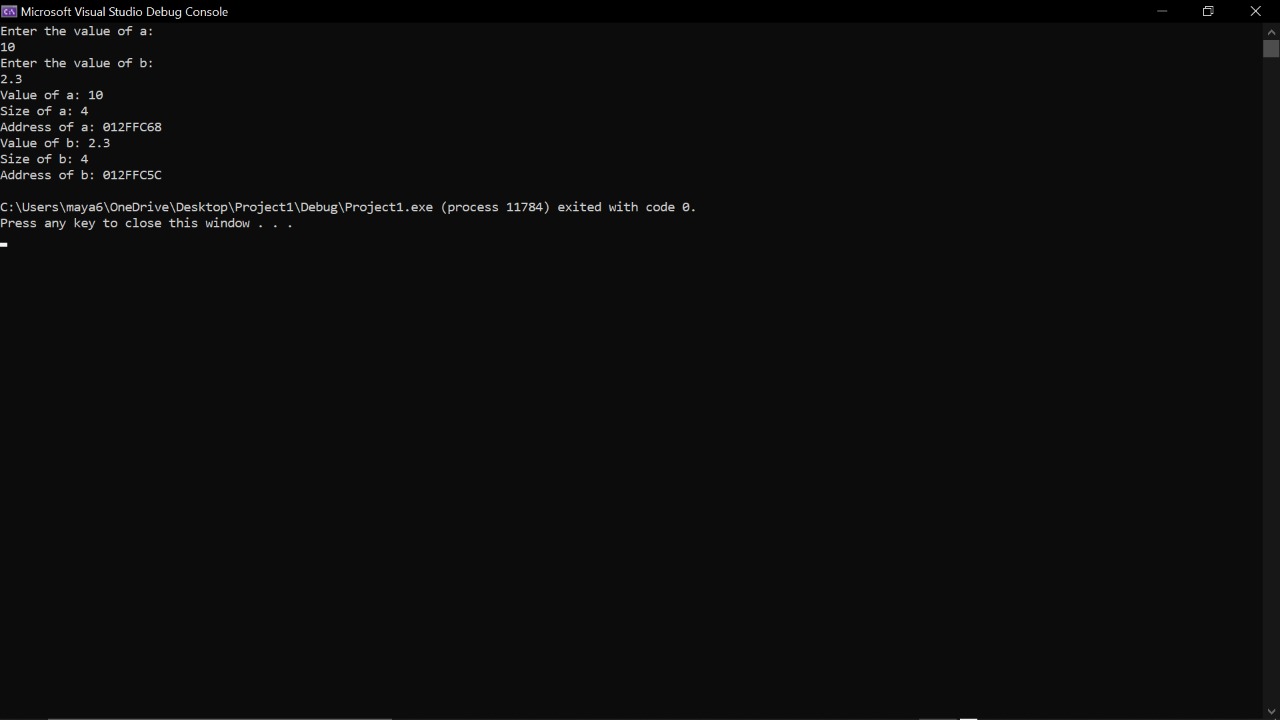 Microsoft Visual Studio Debug Console
Enter the value of a:
10
Enter the value of b:
2.3
Value of a: 10
Size of a: 4
Address of a: 012FFC68
Value of b: 2.3
Size of b: 4
Address of b: 012FFC5C
C:\Users\maya6\OneDrive\Desktop\Project1\Debug\Project1.exe (process 11784) exited with code 0.
Press any key to close this window . . .